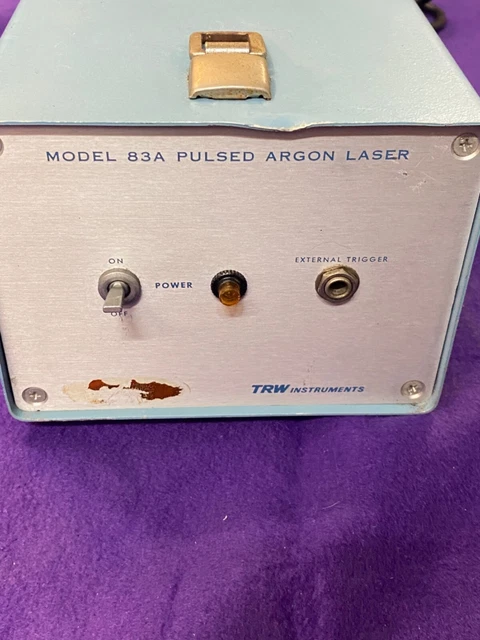 MODEL 83A PULSED ARGON LASER
ON
EXTERNAL TRIGGER
POWER
OFF
TRW INSTRUMENTS